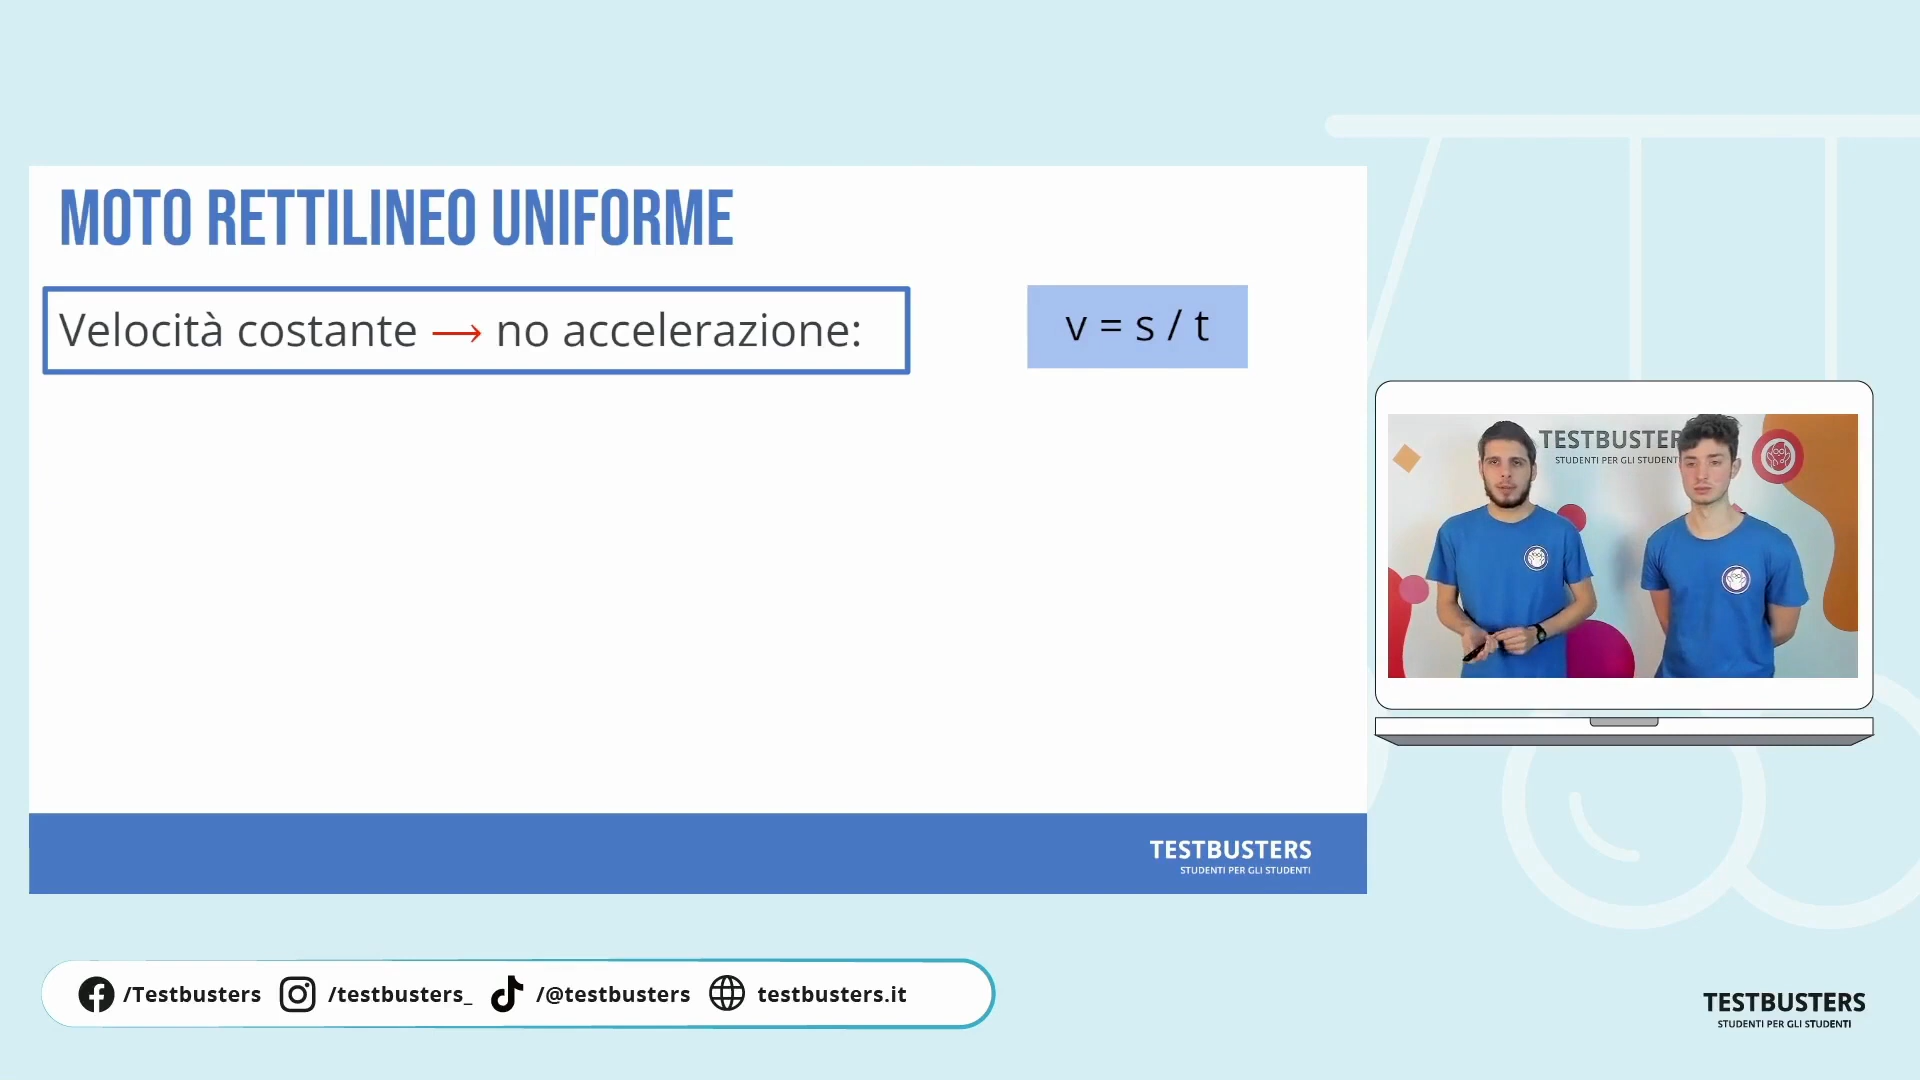 MOTO RETTILINEO UNIFORME
Velocità costante → no accelerazione:
v = s / t
TESTBUSTER
STUDENTI PER GLI STUDENTI
TESTBUSTERS
STUDENTI PER GLI STUDENTI
/Testbusters /testbusters_ /@testbusters testbusters.it
TESTBUSTERS
STUDENTI PER GLI STUDENTI